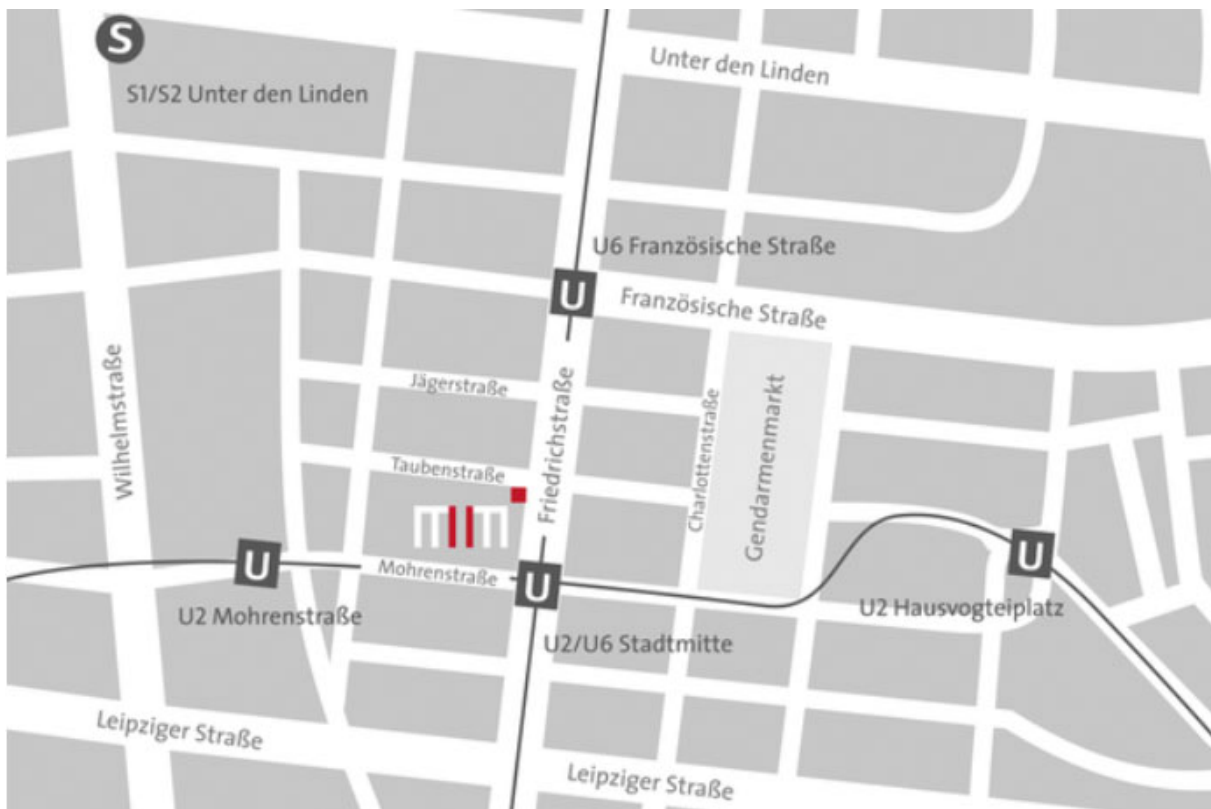 S
Unter den Linden
S1/S2 Unter den Linden
U6 Französische Straße
U
Französische Straße
Wilhelmstraße
Jägerstraße
Friedrichstraße
Charlottenstraße
Gendarmenmarkt
Taubenstraße
U
Mohrenstraße
U
U
U2 Mohrenstraße
U2/U6 Stadtmitte
U2 Hausvogteiplatz
Leipziger Straße
Leipziger Straße